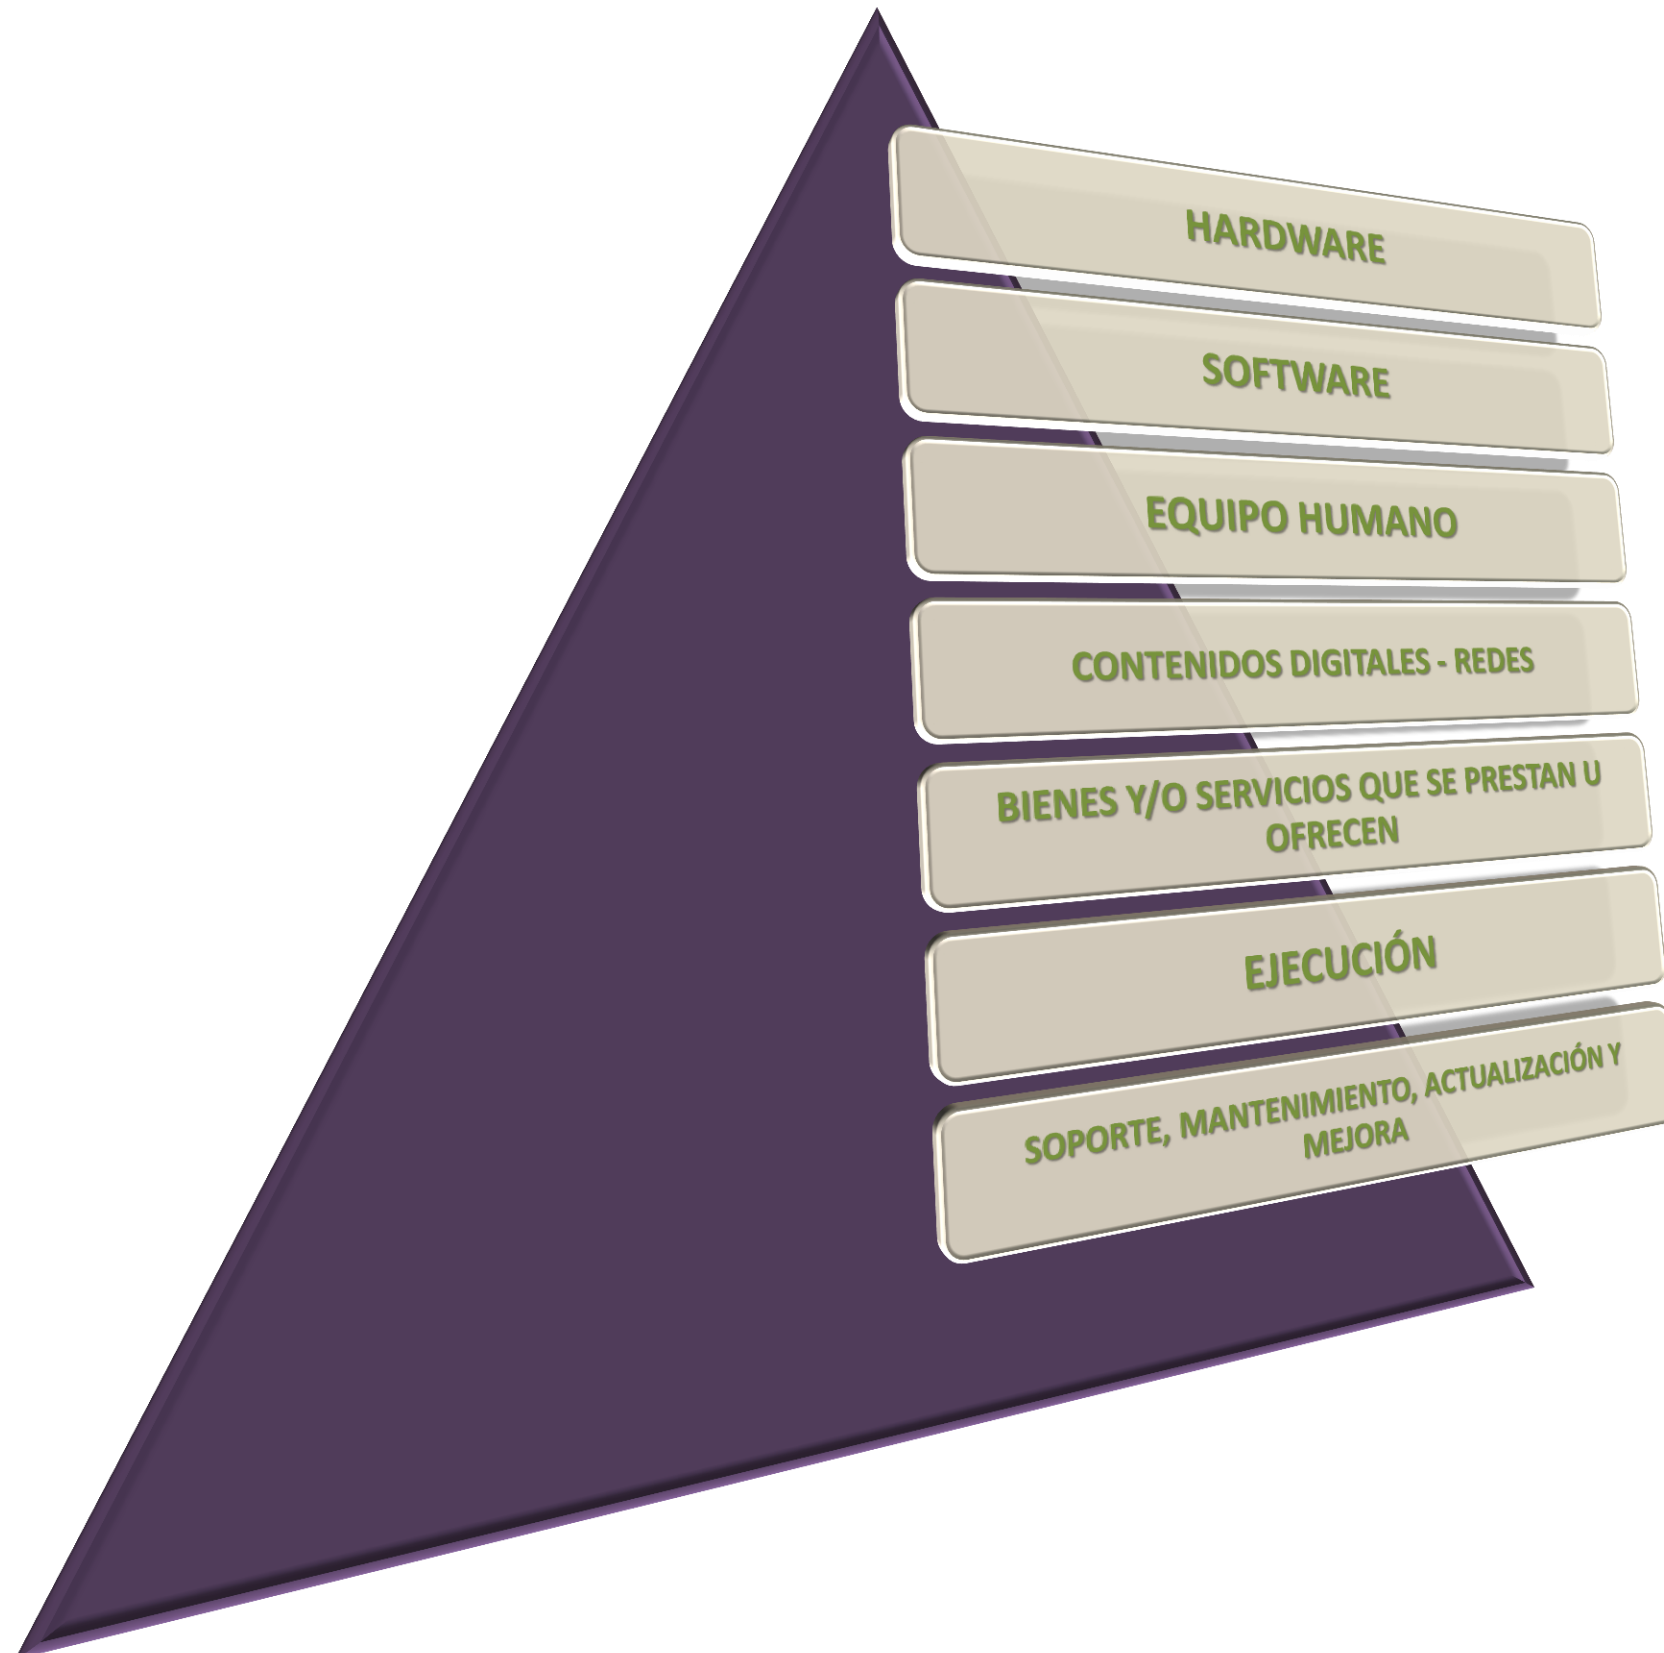 HARDWARE
SOFTWARE
EQUIPO HUMANO
CONTENIDOS DIGITALES - REDES
BIENES Y/O SERVICIOS QUE SE PRESTAN U
OFRECEN
EJECUCIÓN
SOPORTE, MANTENIMIENTO, ACTUALIZACIÓN Y
MEJORA